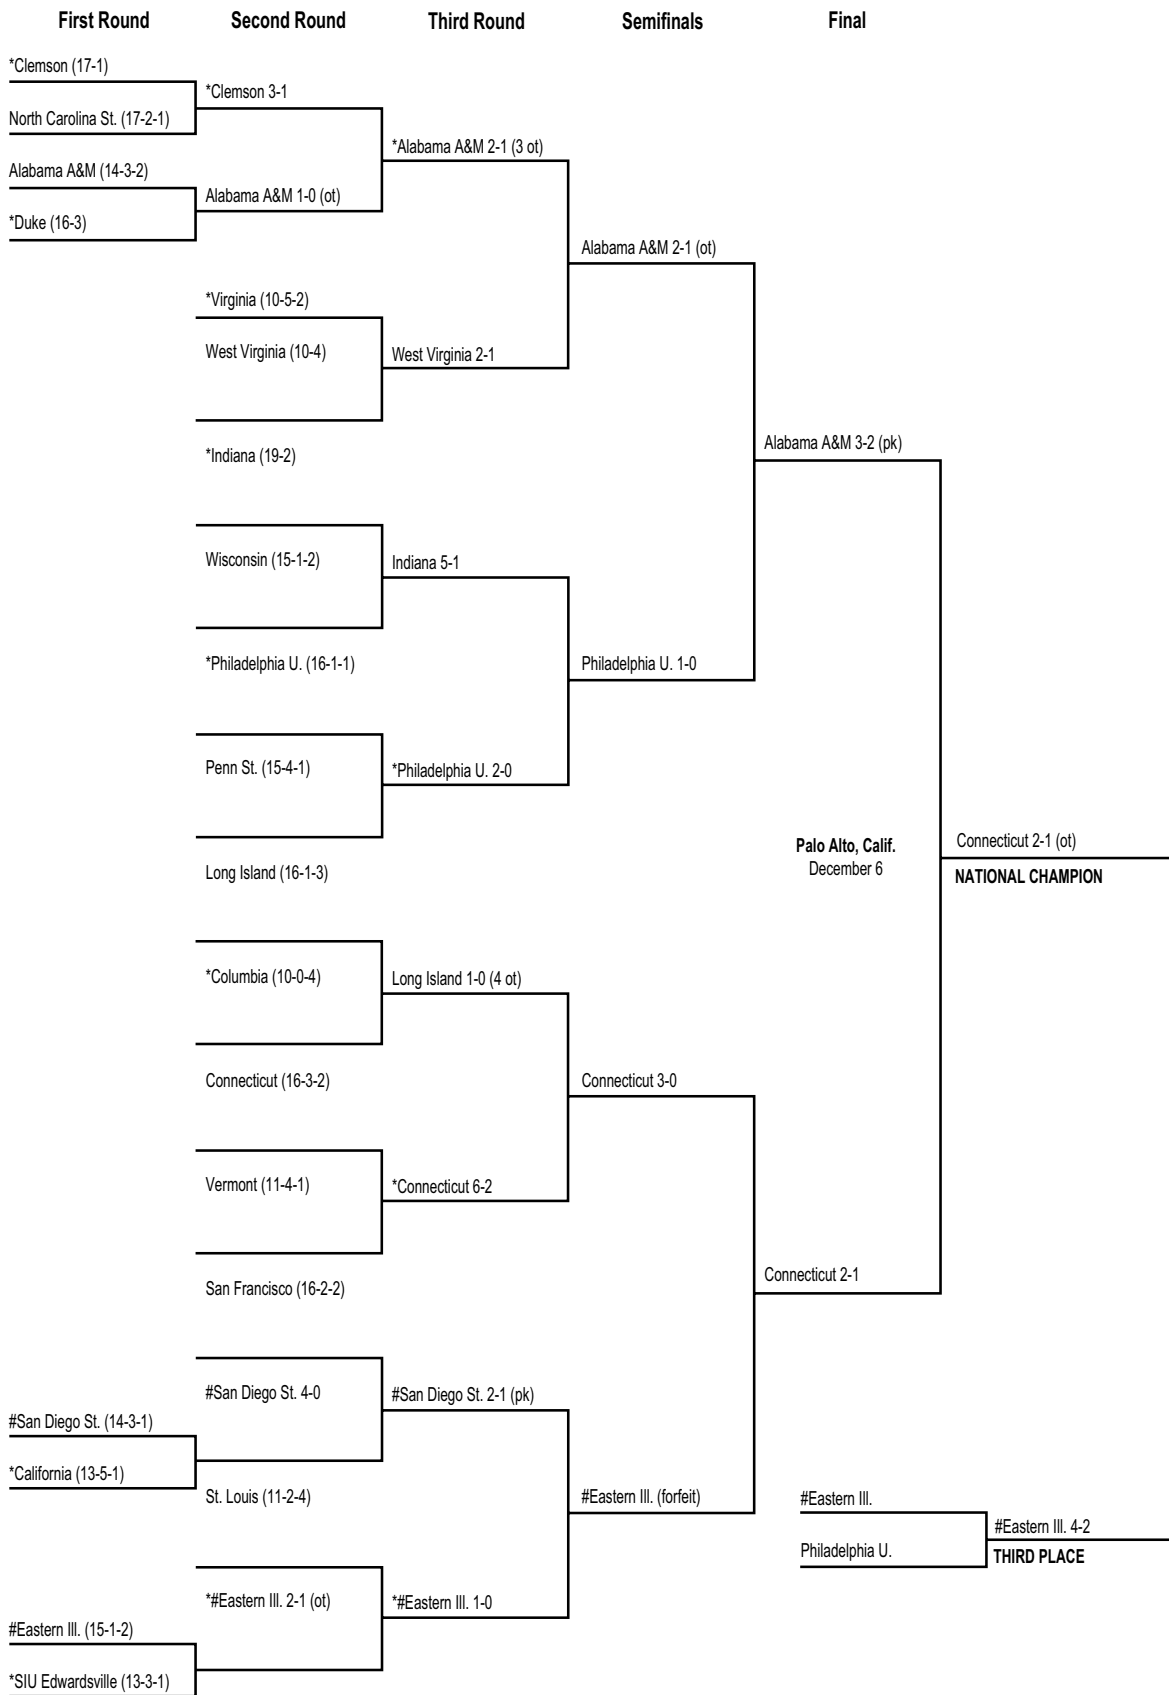 First Round
Second Round
Third Round
Semifinals
Final
*Clemson (17-1)
North Carolina St. (17-2-1)
Alabama A&M (14-3-2)
*Duke (16-3)
#San Diego St. (14-3-1)
*California (13-5-1)
#Eastern Ill. (15-1-2)
*SIU Edwardsville (13-3-1)
*Clemson 3-1
Alabama A&M 1-0 (ot)
*Virginia (10-5-2)
West Virginia (10-4)
*Indiana (19-2)
Wisconsin (15-1-2)
*Philadelphia U. (16-1-1)
Penn St. (15-4-1)
Long Island (16-1-3)
*Columbia (10-0-4)
Connecticut (16-3-2)
Vermont (11-4-1)
San Francisco (16-2-2)
#San Diego St. 4-0
St. Louis (11-2-4)
*#Eastern Ill. 2-1 (ot)
*Alabama A&M 2-1 (3 ot)
West Virginia 2-1
Indiana 5-1
*Philadelphia U. 2-0
Long Island 1-0 (4 ot)
*Connecticut 6-2
#San Diego St. 2-1 (pk)
*#Eastern Ill. 1-0
Alabama A&M 2-1 (ot)
Philadelphia U. 1-0
Connecticut 3-0
#Eastern Ill. (forfeit)
Alabama A&M 3-2 (pk)
Connecticut 2-1
Palo Alto, Calif.
December 6
Connecticut 2-1 (ot)
NATIONAL CHAMPION
#Eastern Ill.
Philadelphia U.
#Eastern Ill. 4-2
THIRD PLACE